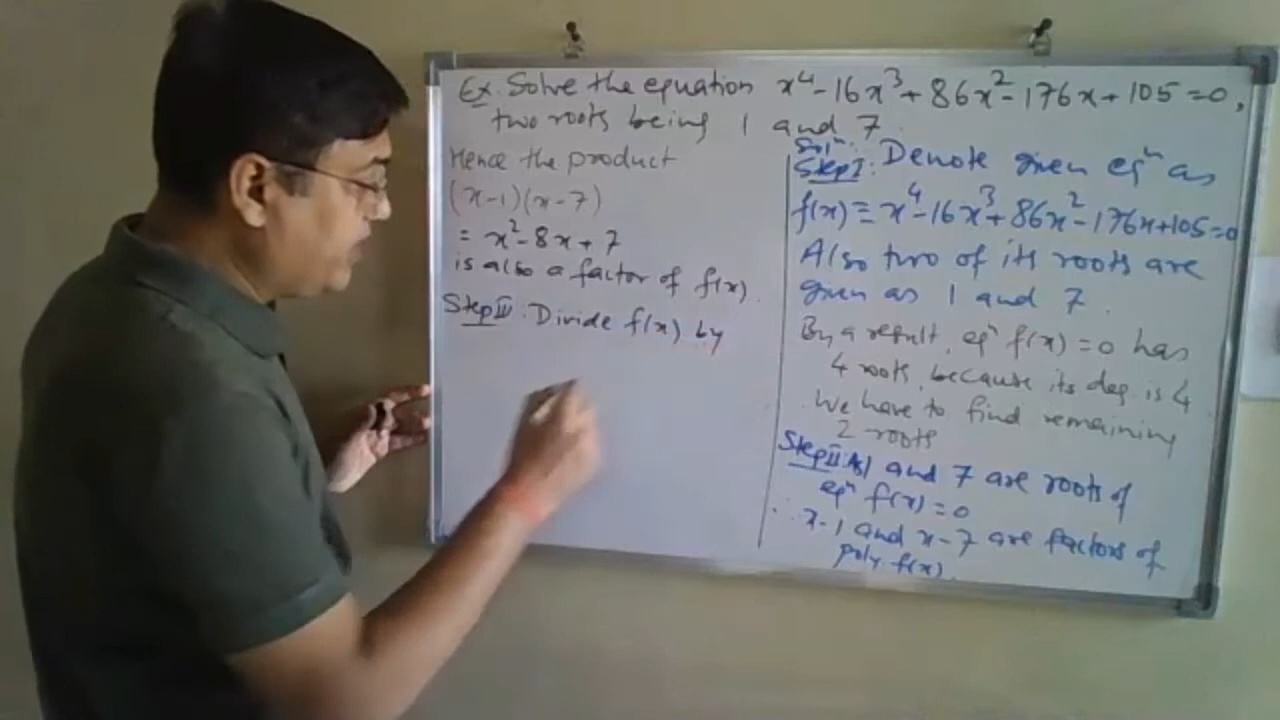 Ex. Solve the equation x⁴-16x³+86x²-176x+105=0,
two roots being 1 and 7.
Solⁿ:
Step I: Denote given eqⁿ as
f(x)≡x⁴-16x³+86x²-176x+105=0
Also two of its roots are
given as 1 and 7.
By a result, eqⁿ f(x)=0 has
4 roots, because its deg is 4
We have to find remaining
2 roots
Step II: As 1 and 7 are roots of
eqⁿ f(x)=0
∴ x-1 and x-7 are factors of
poly. f(x).
Hence the product
(x-1)(x-7)
= x²-8x+7
is also a factor of f(x).
Step III: Divide f(x) by